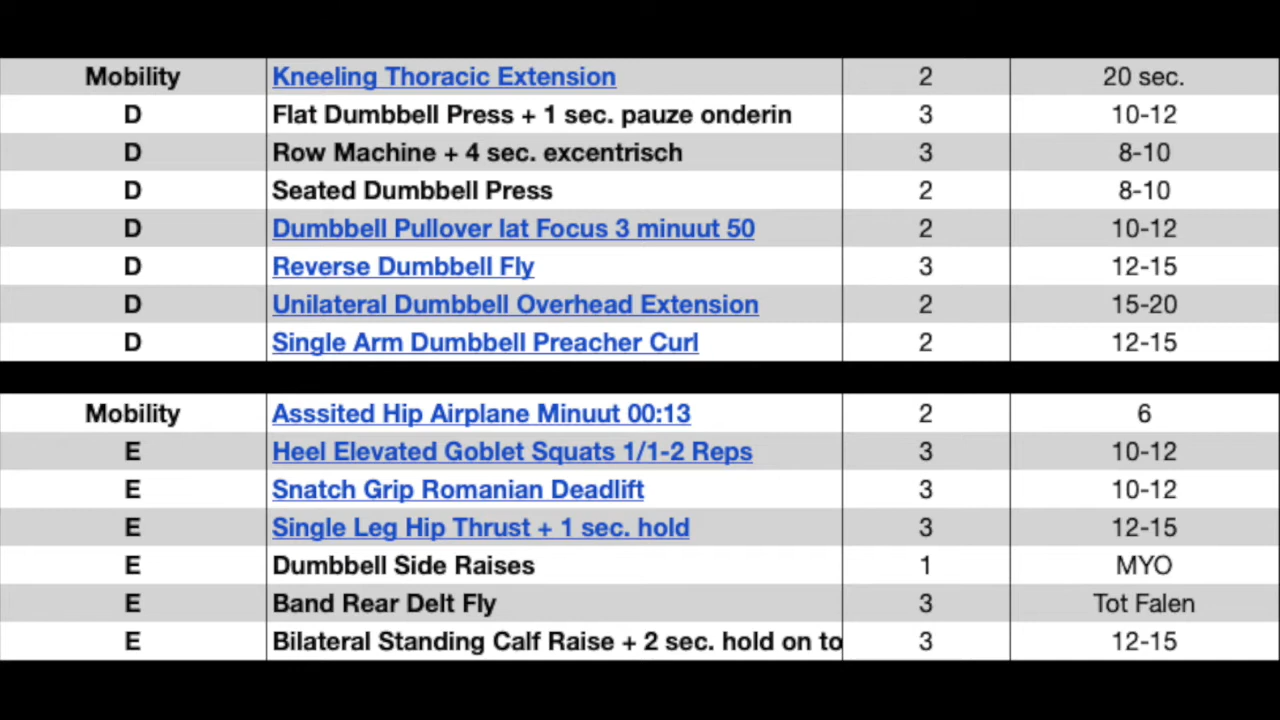 Mobility Kneeling Thoracic Extension 2 20 sec.
D Flat Dumbbell Press + 1 sec. pauze onderin 3 10-12
D Row Machine + 4 sec. excentrisch 3 8-10
D Seated Dumbbell Press 2 8-10
D Dumbbell Pullover lat Focus 3 minuut 50 2 10-12
D Reverse Dumbbell Fly 3 12-15
D Unilateral Dumbbell Overhead Extension 2 15-20
D Single Arm Dumbbell Preacher Curl 2 12-15
Mobility Asssited Hip Airplane Minuut 00:13 2 6
E Heel Elevated Goblet Squats 1/1-2 Reps 3 10-12
E Snatch Grip Romanian Deadlift 3 10-12
E Single Leg Hip Thrust + 1 sec. hold 3 12-15
E Dumbbell Side Raises 1 MYO
E Band Rear Delt Fly 3 Tot Falen
E Bilateral Standing Calf Raise + 2 sec. hold on to 3 12-15